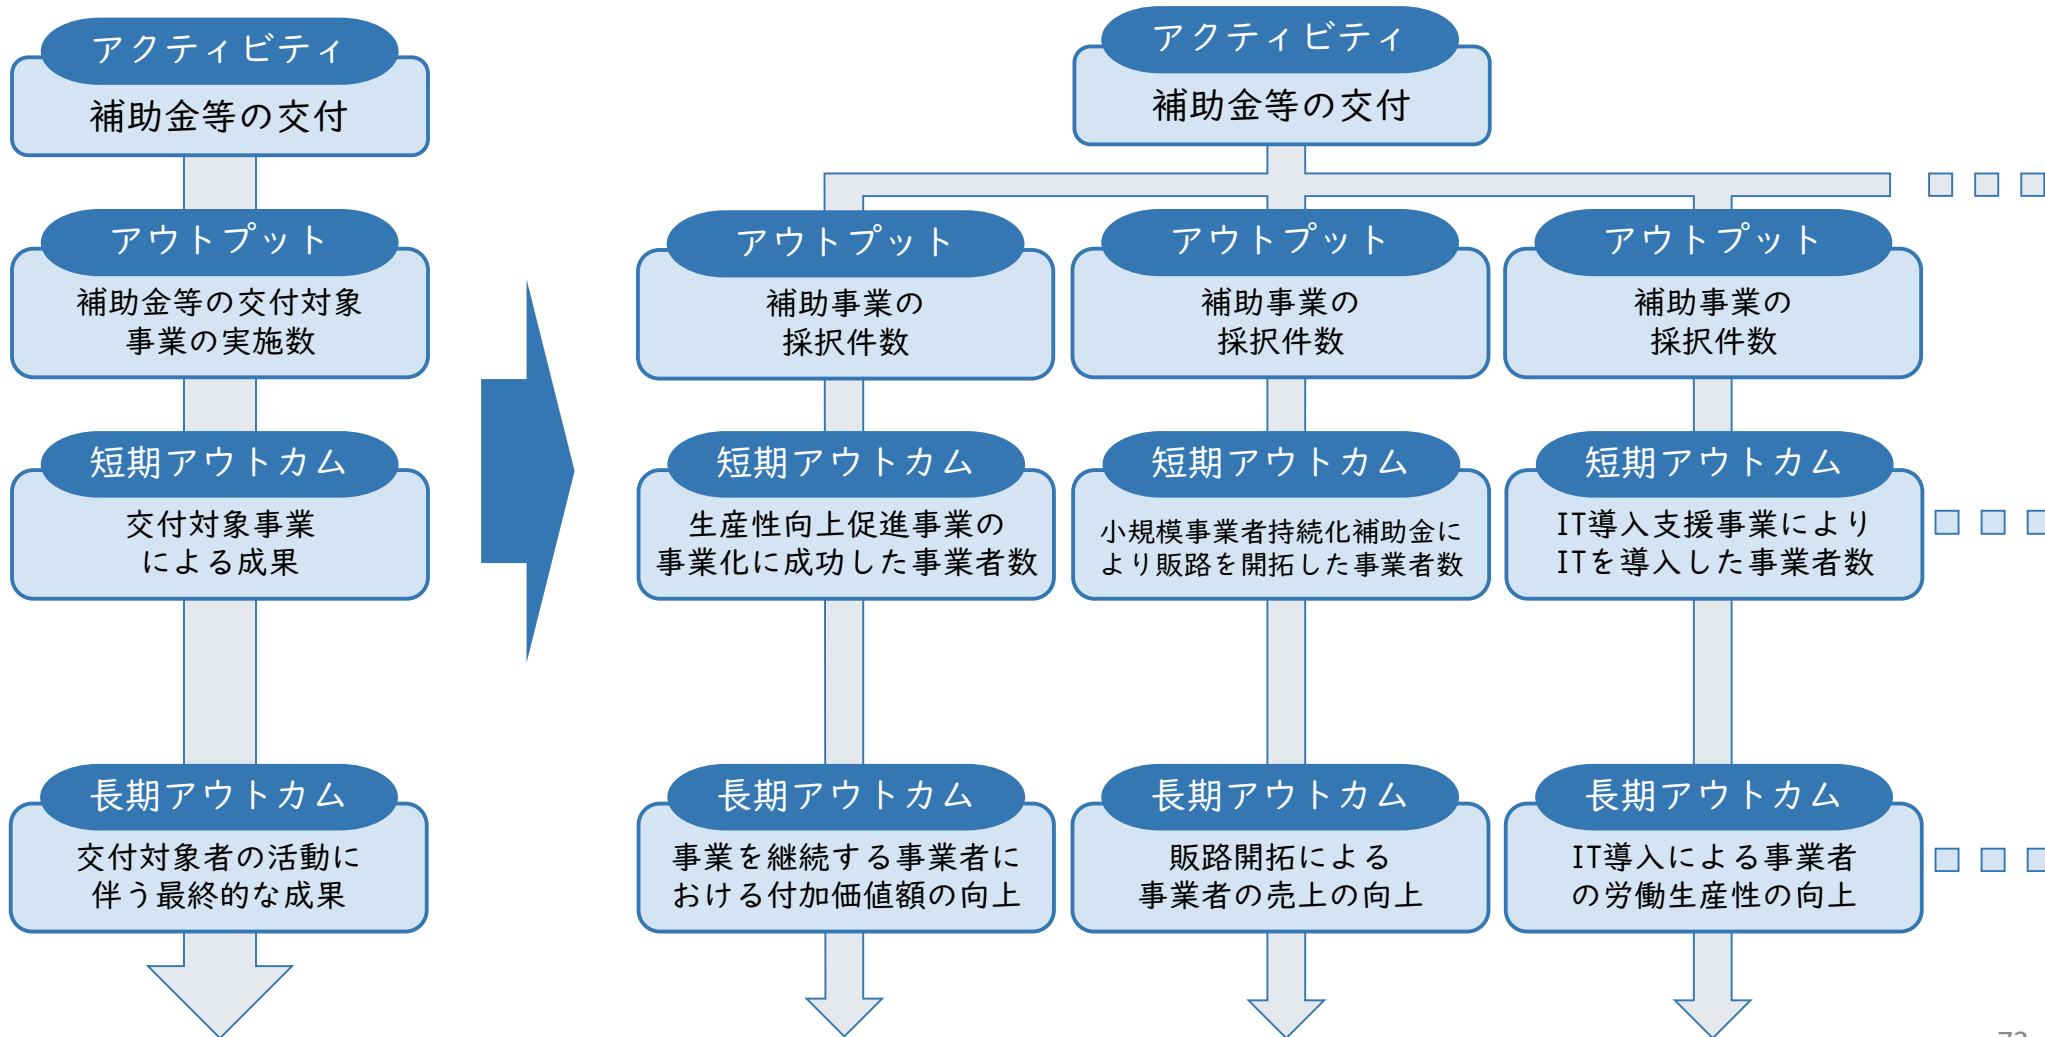 アクティビティ
補助金等の交付
アウトプット
補助金等の交付対象
事業の実施数
短期アウトカム
交付対象事業
による成果
長期アウトカム
交付対象者の活動に
伴う最終的な成果
アクティビティ
補助金等の交付
アウトプット
補助事業の
採択件数
短期アウトカム
生産性向上促進事業の
事業化に成功した事業者数
長期アウトカム
事業を継続する事業者に
おける付加価値額の向上
アウトプット
補助事業の
採択件数
短期アウトカム
小規模事業者持続化補助金に
より販路を開拓した事業者数
長期アウトカム
販路開拓による
事業者の売上の向上
アウトプット
補助事業の
採択件数
短期アウトカム
IT導入支援事業により
ITを導入した事業者数
長期アウトカム
IT導入による事業者
の労働生産性の向上